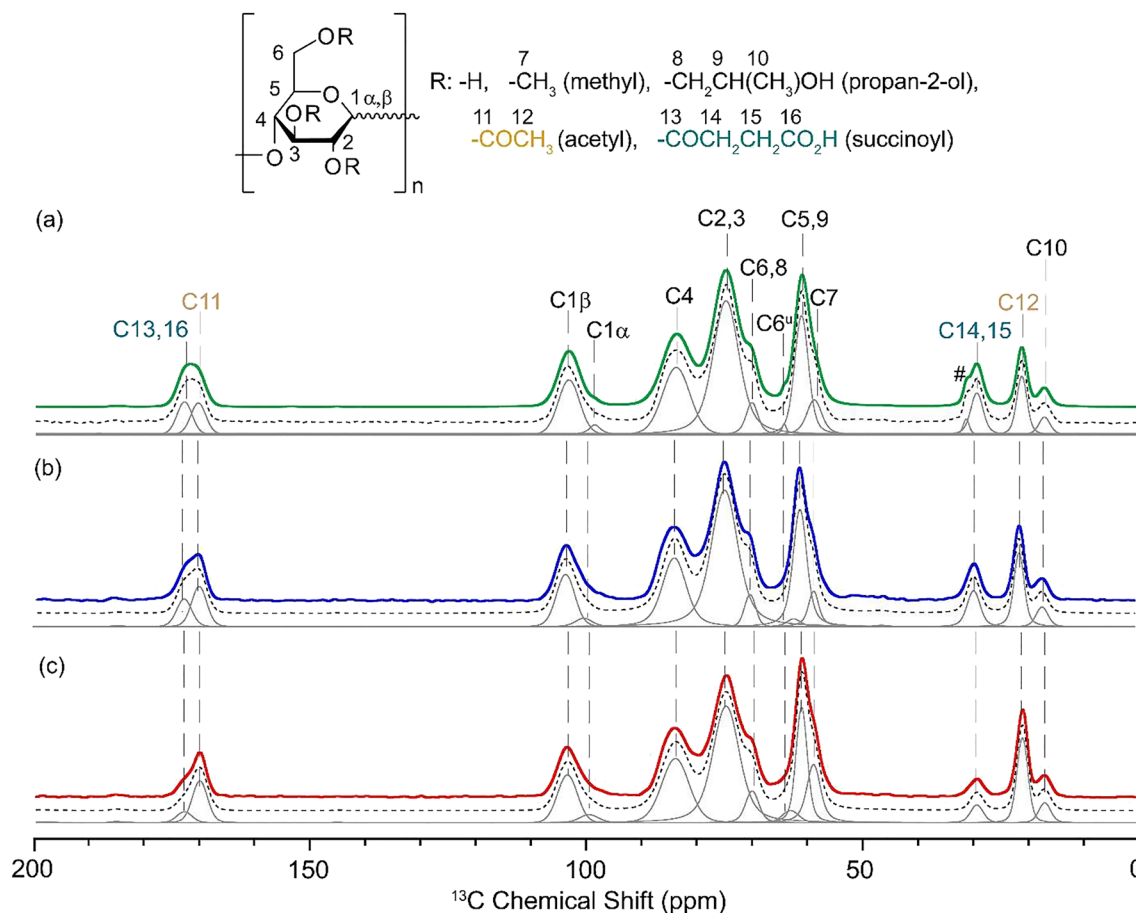 6 OR
7 8 9 10
5 O 1 α,β R: -H, -CH₃ (methyl), -CH₂CH(CH₃)OH (propan-2-ol),
4 OR 11 12 13 14 15 16
O 3 2 -COCH₃ (acetyl), -COCH₂CH₂CO₂H (succinoyl)
OR
n
(a)
C2,3 C5,9 C10
C13,16 C11 C1β C1α C4 C6,8 C6ᵘ C7 C14,15 C12
#
(b)
(c)
200 150 100 50 0
¹³C Chemical Shift (ppm)